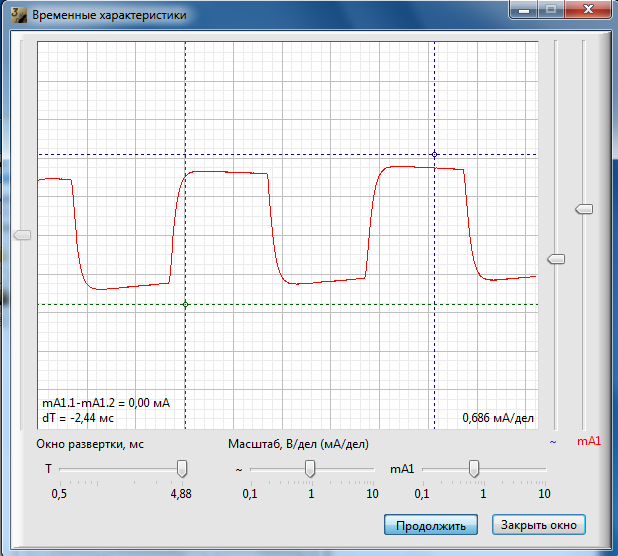 Временные характеристики
mA1.1-mA1.2 = 0,00 мА
dT = -2,44 мс
0,686 мА/дел
~
mA1
Окно развертки, мс
Масштаб, В/дел (мА/дел)
T
~
mA1
0,5
4,88
0,1
1
10
0,1
1
10
Продолжить
Закрыть окно